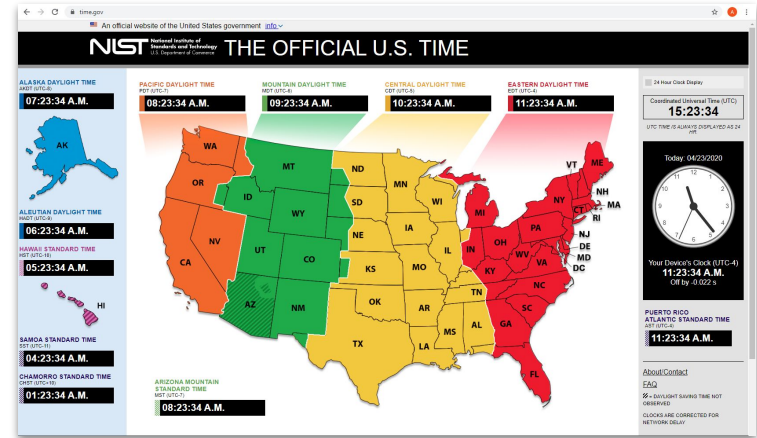 time.gov
An official website of the United States government info
NIST National Institute of Standards and Technology U.S. Department of Commerce THE OFFICIAL U.S. TIME
ALASKA DAYLIGHT TIME
AKDT (UTC-8)
07:23:34 A.M.
AK
ALEUTIAN DAYLIGHT TIME
HADT (UTC-9)
06:23:34 A.M.
HAWAII STANDARD TIME
05:23:34 A.M.
HI
SAMOA STANDARD TIME
SST (UTC-11)
04:23:34 A.M.
CHAMORRO STANDARD TIME
CHST (UTC+10)
01:23:34 A.M.
PACIFIC DAYLIGHT TIME
PDT (UTC-7)
08:23:34 A.M.
MOUNTAIN DAYLIGHT TIME
MDT (UTC-6)
09:23:34 A.M.
CENTRAL DAYLIGHT TIME
CDT (UTC-5)
10:23:34 A.M.
EASTERN DAYLIGHT TIME
EDT (UTC-4)
11:23:34 A.M.
WA
OR
CA
NV
ID
MT
WY
UT
CO
AZ
NM
ND
SD
NE
KS
OK
TX
MN
IA
MO
AR
LA
WI
IL
MS
AL
TN
MI
IN
OH
KY
WV
VA
NC
SC
GA
FL
PA
NY
VT
ME
NH
MA
CT
RI
NJ
DE
MD
DC
ARIZONA MOUNTAIN
STANDARD TIME
MST (UTC-7)
08:23:34 A.M.
24 Hour Clock Display
Coordinated Universal Time (UTC)
15:23:34
UTC TIME IS ALWAYS DISPLAYED AS 24
HR
Today: 04/23/2020
12
1
2
3
4
5
6
7
8
9
10
11
Your Device's Clock (UTC-4)
11:23:34 A.M.
Off by -0.022 s
PUERTO RICO
ATLANTIC STANDARD TIME
AST (UTC-4)
11:23:34 A.M.
About/Contact
FAQ
= DAYLIGHT SAVING TIME NOT
OBSERVED
CLOCKS ARE CORRECTED FOR
NETWORK DELAY